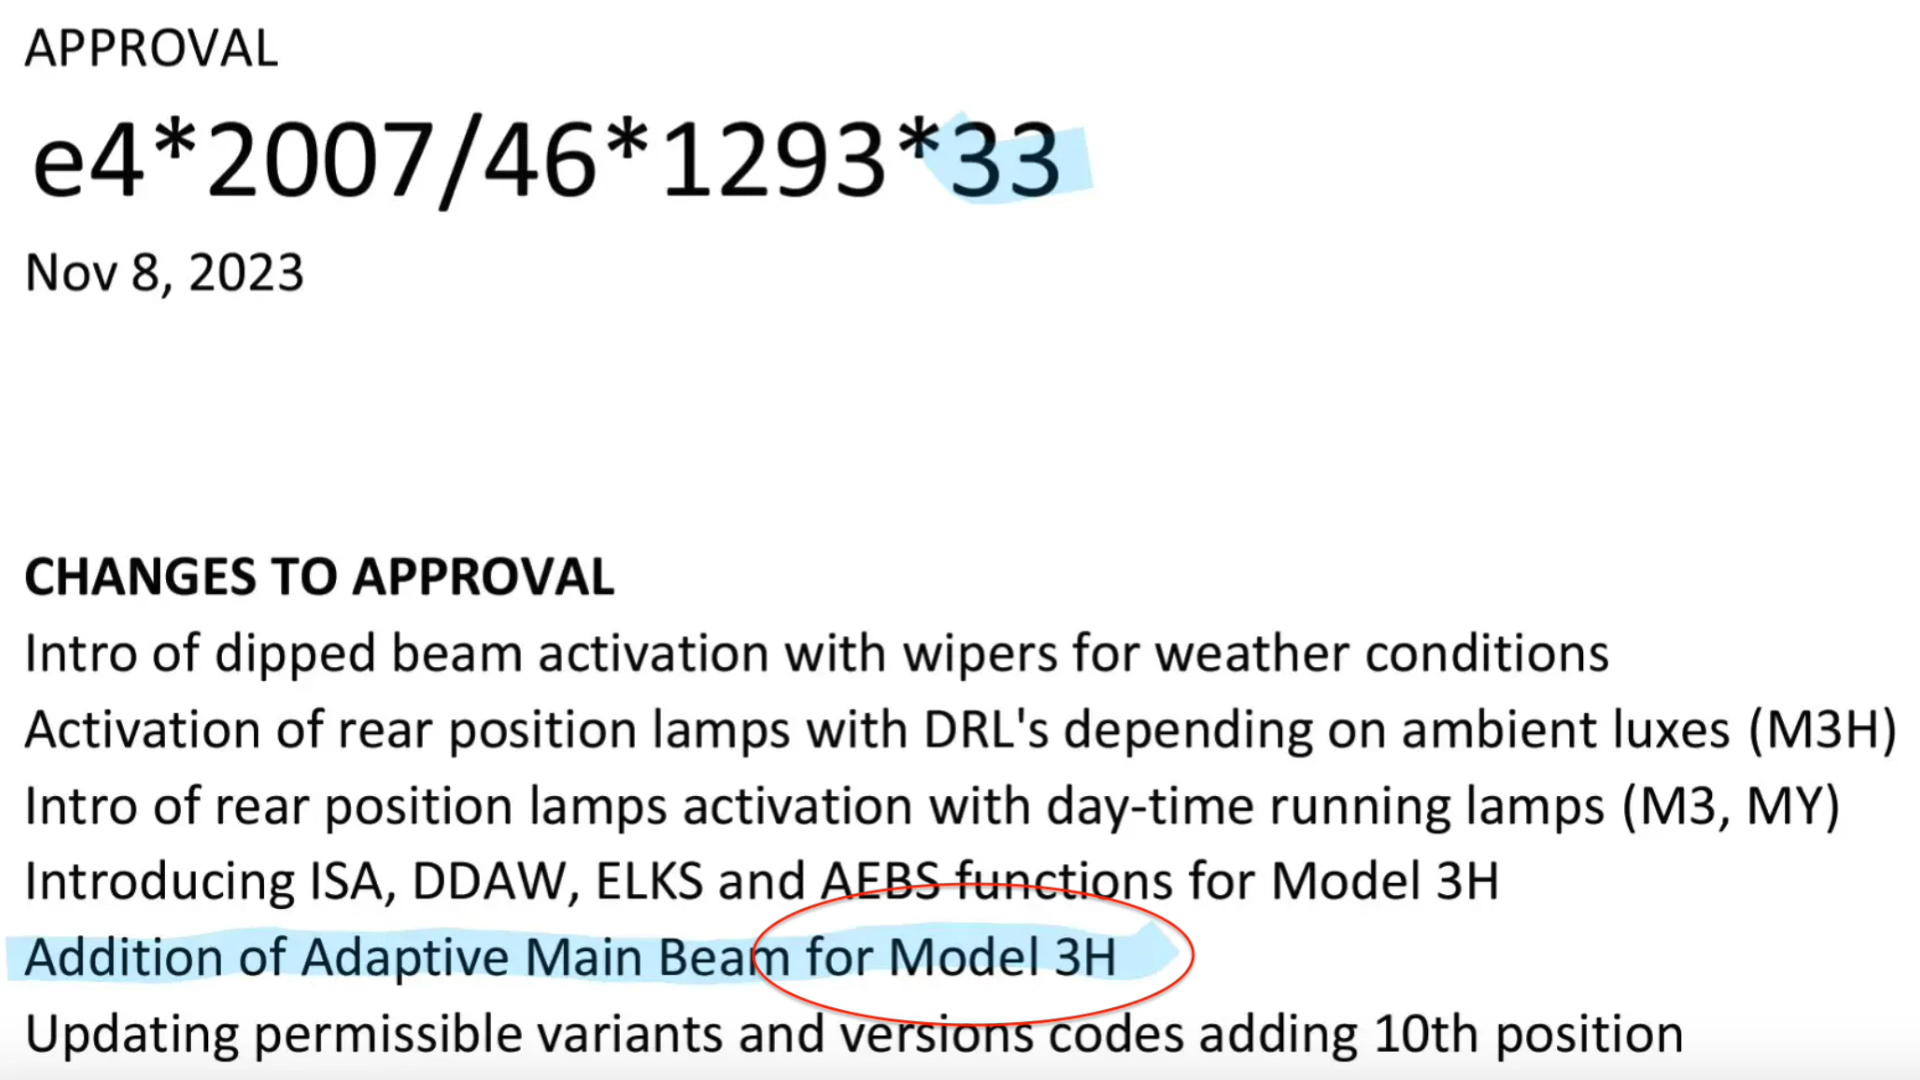 APPROVAL
e4*2007/46*1293*33
Nov 8, 2023
CHANGES TO APPROVAL
Intro of dipped beam activation with wipers for weather conditions
Activation of rear position lamps with DRL's depending on ambient luxes (M3H)
Intro of rear position lamps activation with day-time running lamps (M3, MY)
Introducing ISA, DDAW, ELKS and AEBS functions for Model 3H
Addition of Adaptive Main Beam for Model 3H
Updating permissible variants and versions codes adding 10th position